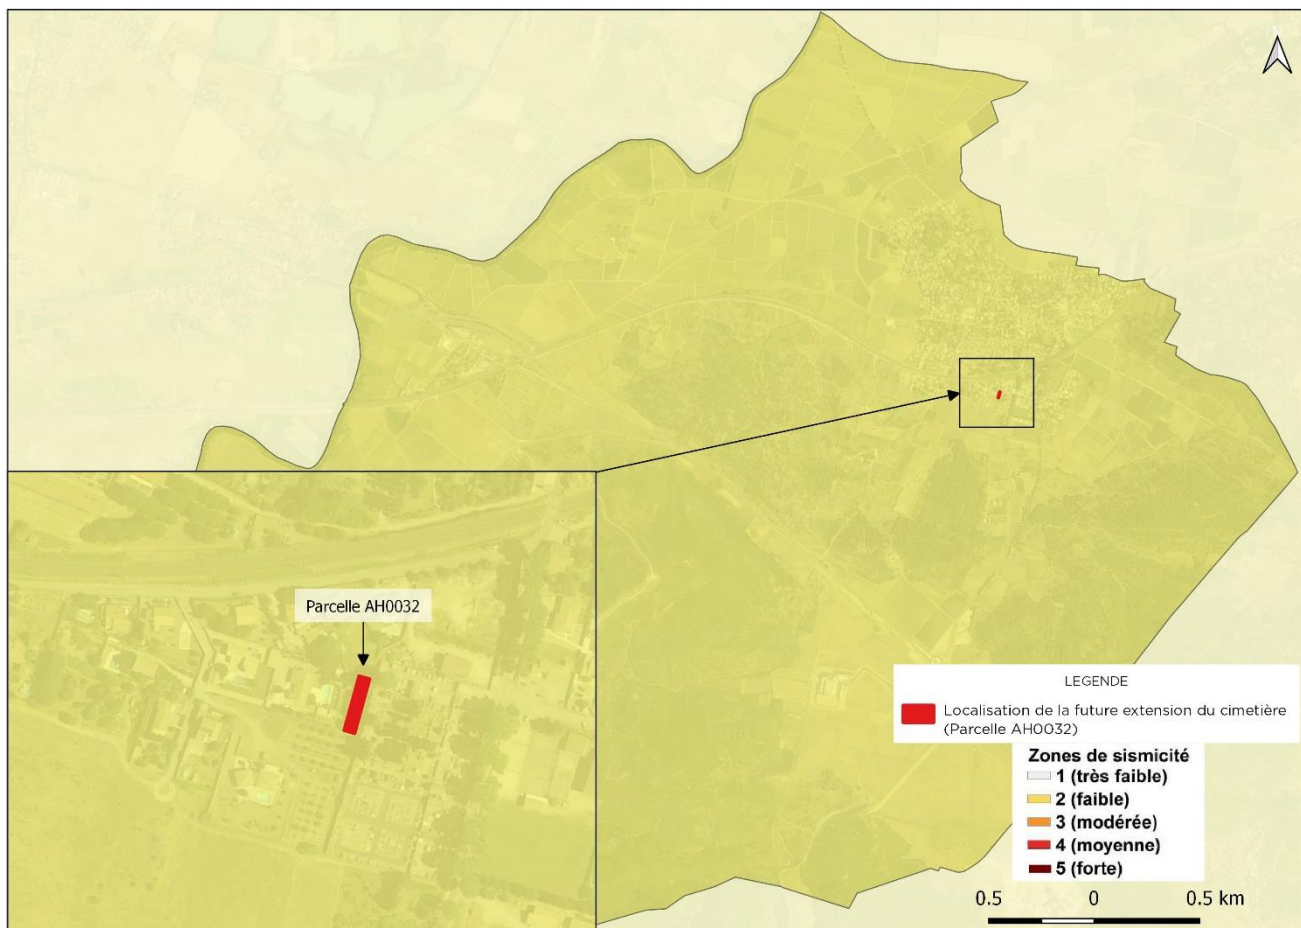 Parcelle AH0032
LEGENDE
Localisation de la future extension du cimetière
(Parcelle AH0032)
Zones de sismicité
1 (très faible)
2 (faible)
3 (modérée)
4 (moyenne)
5 (forte)
0.5 0 0.5 km